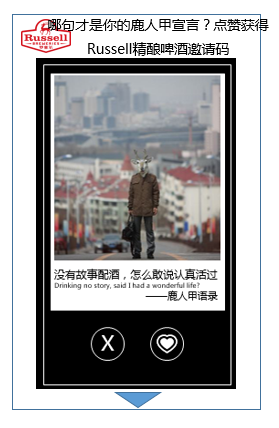 哪句才是你的鹿人甲宣言？点赞获得
Russell
BREWERIES
Russell精酿啤酒邀请码
没有故事配酒，怎么敢说认真活过
Drinking no story, said I had a wonderful life?
——鹿人甲语录
X